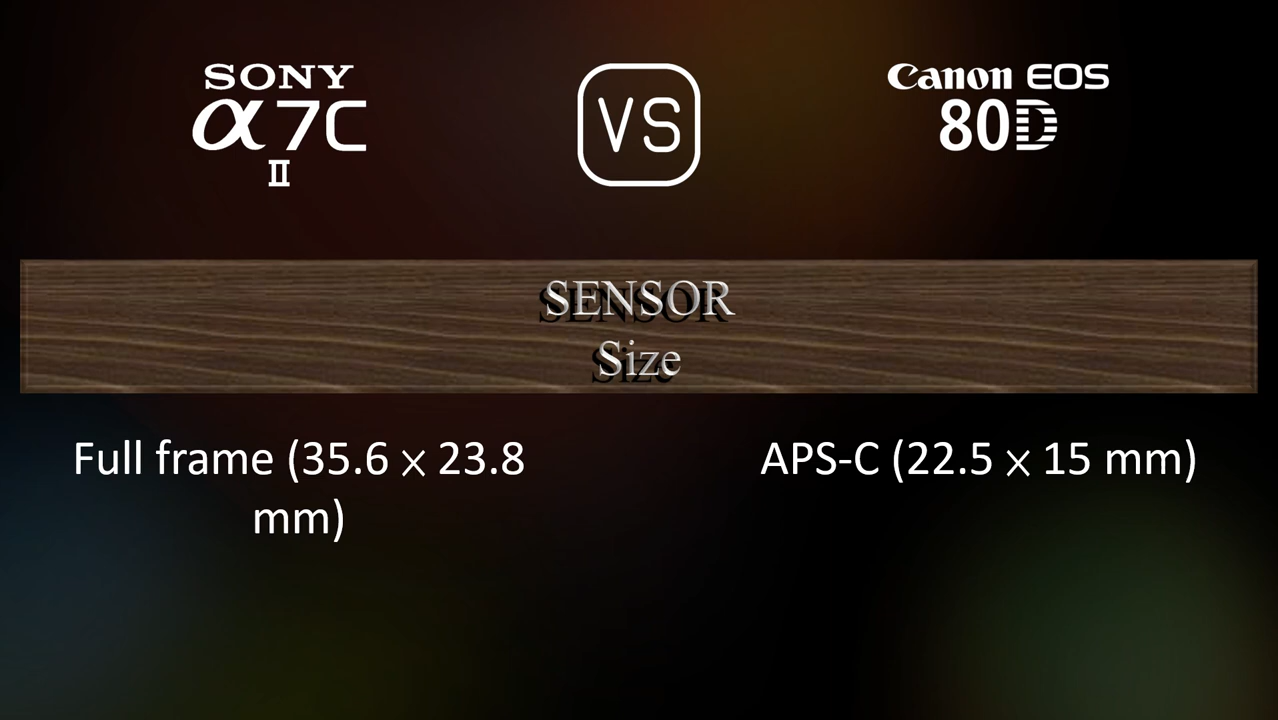 SONY
α7C
II
VS
Canon EOS
80D
SENSOR
Size
Full frame (35.6 x 23.8
mm)
APS-C (22.5 x 15 mm)